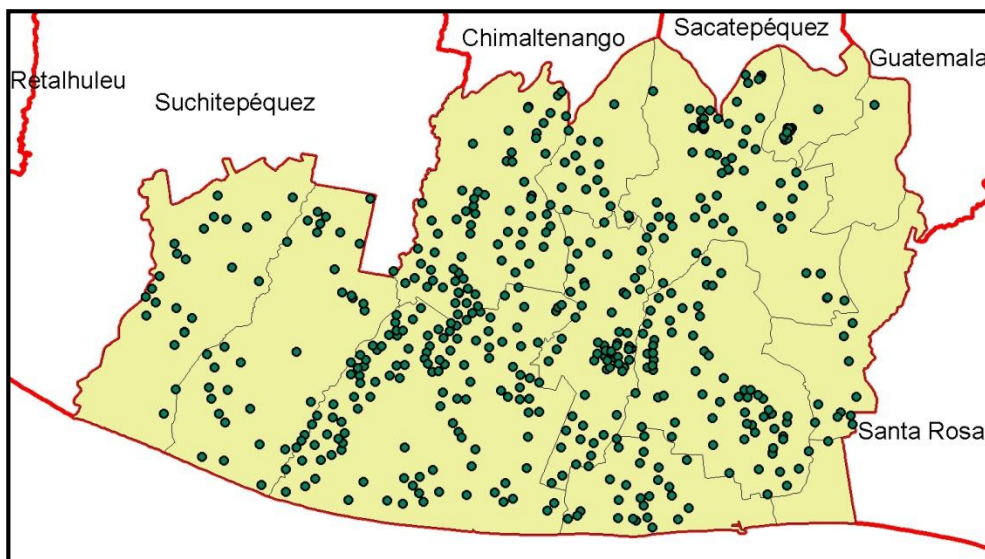 Sacatepéquez
Chimaltenango
Guatemala
Retalhuleu
Suchitepéquez
Santa Rosa